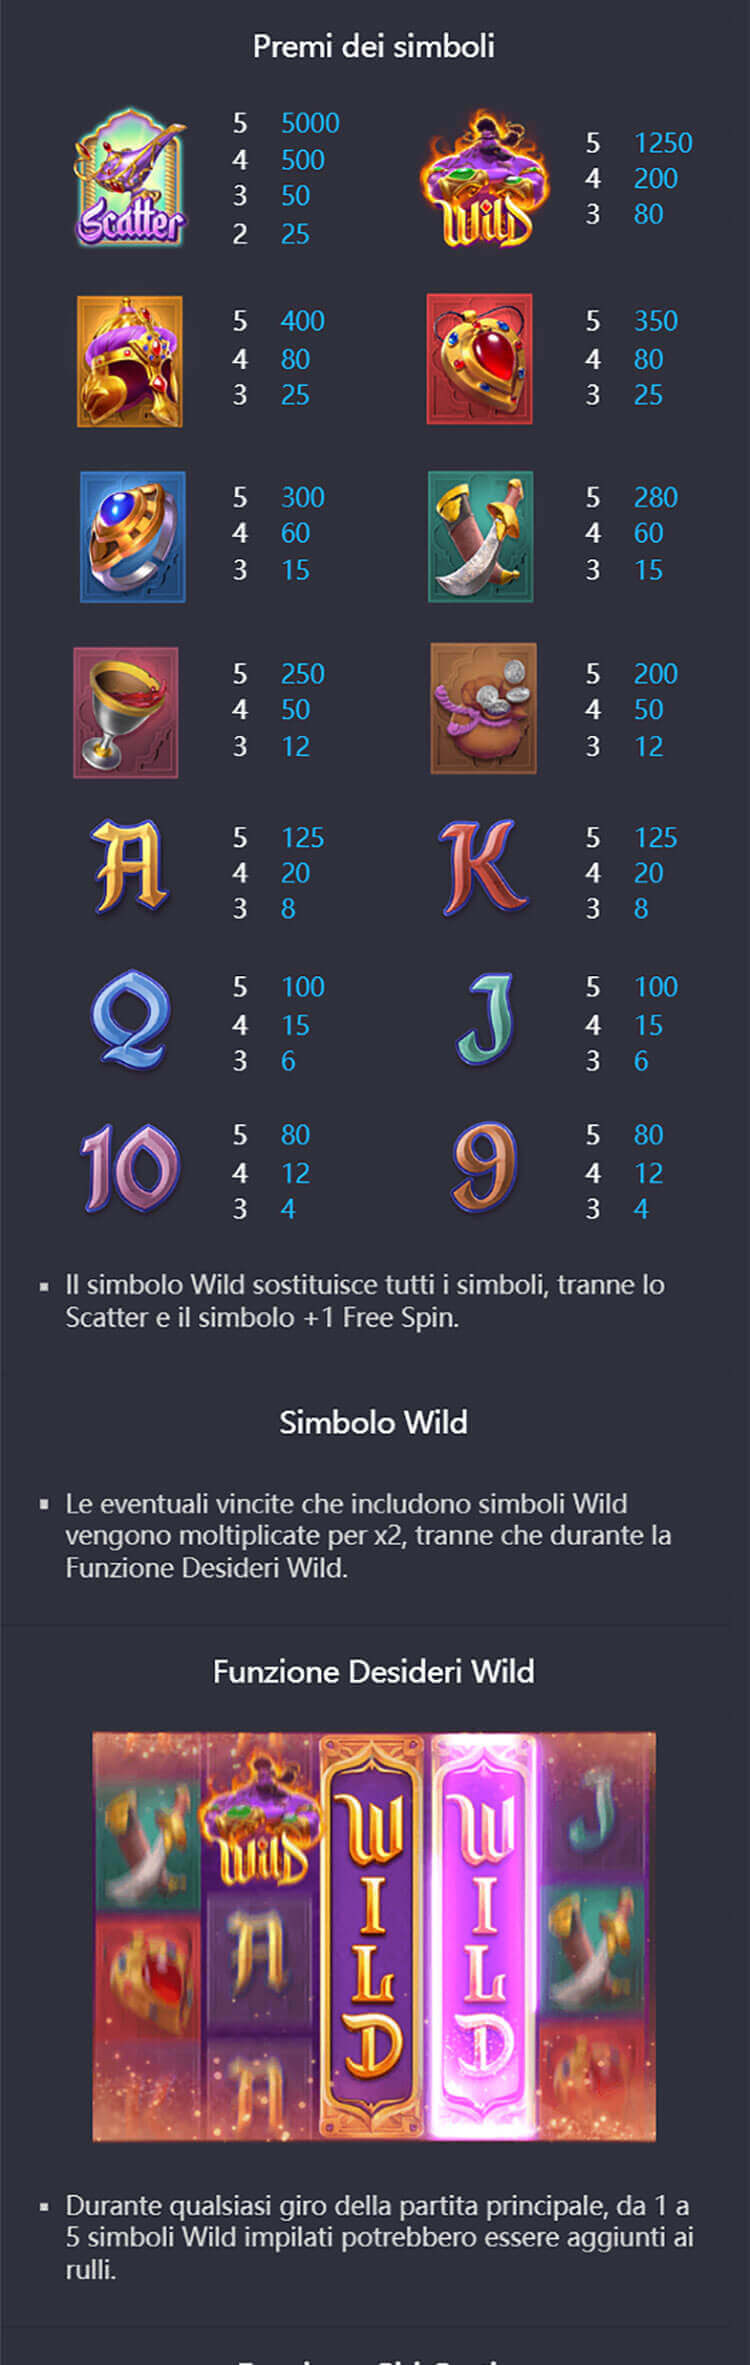 Premi dei simboli
Scatter
5 5000
4 500
3 50
2 25
Wild
5 1250
4 200
3 80
5 400
4 80
3 25
5 350
4 80
3 25
5 300
4 60
3 15
5 280
4 60
3 15
5 250
4 50
3 12
5 200
4 50
3 12
A
5 125
4 20
3 8
K
5 125
4 20
3 8
Q
5 100
4 15
3 6
J
5 100
4 15
3 6
10
5 80
4 12
3 4
9
5 80
4 12
3 4
▪ Il simbolo Wild sostituisce tutti i simboli, tranne lo
Scatter e il simbolo +1 Free Spin.
Simbolo Wild
▪ Le eventuali vincite che includono simboli Wild
vengono moltiplicate per x2, tranne che durante la
Funzione Desideri Wild.
Funzione Desideri Wild
Wild
A
A
WILD
WILD
J
▪ Durante qualsiasi giro della partita principale, da 1 a
5 simboli Wild impilati potrebbero essere aggiunti ai
rulli.